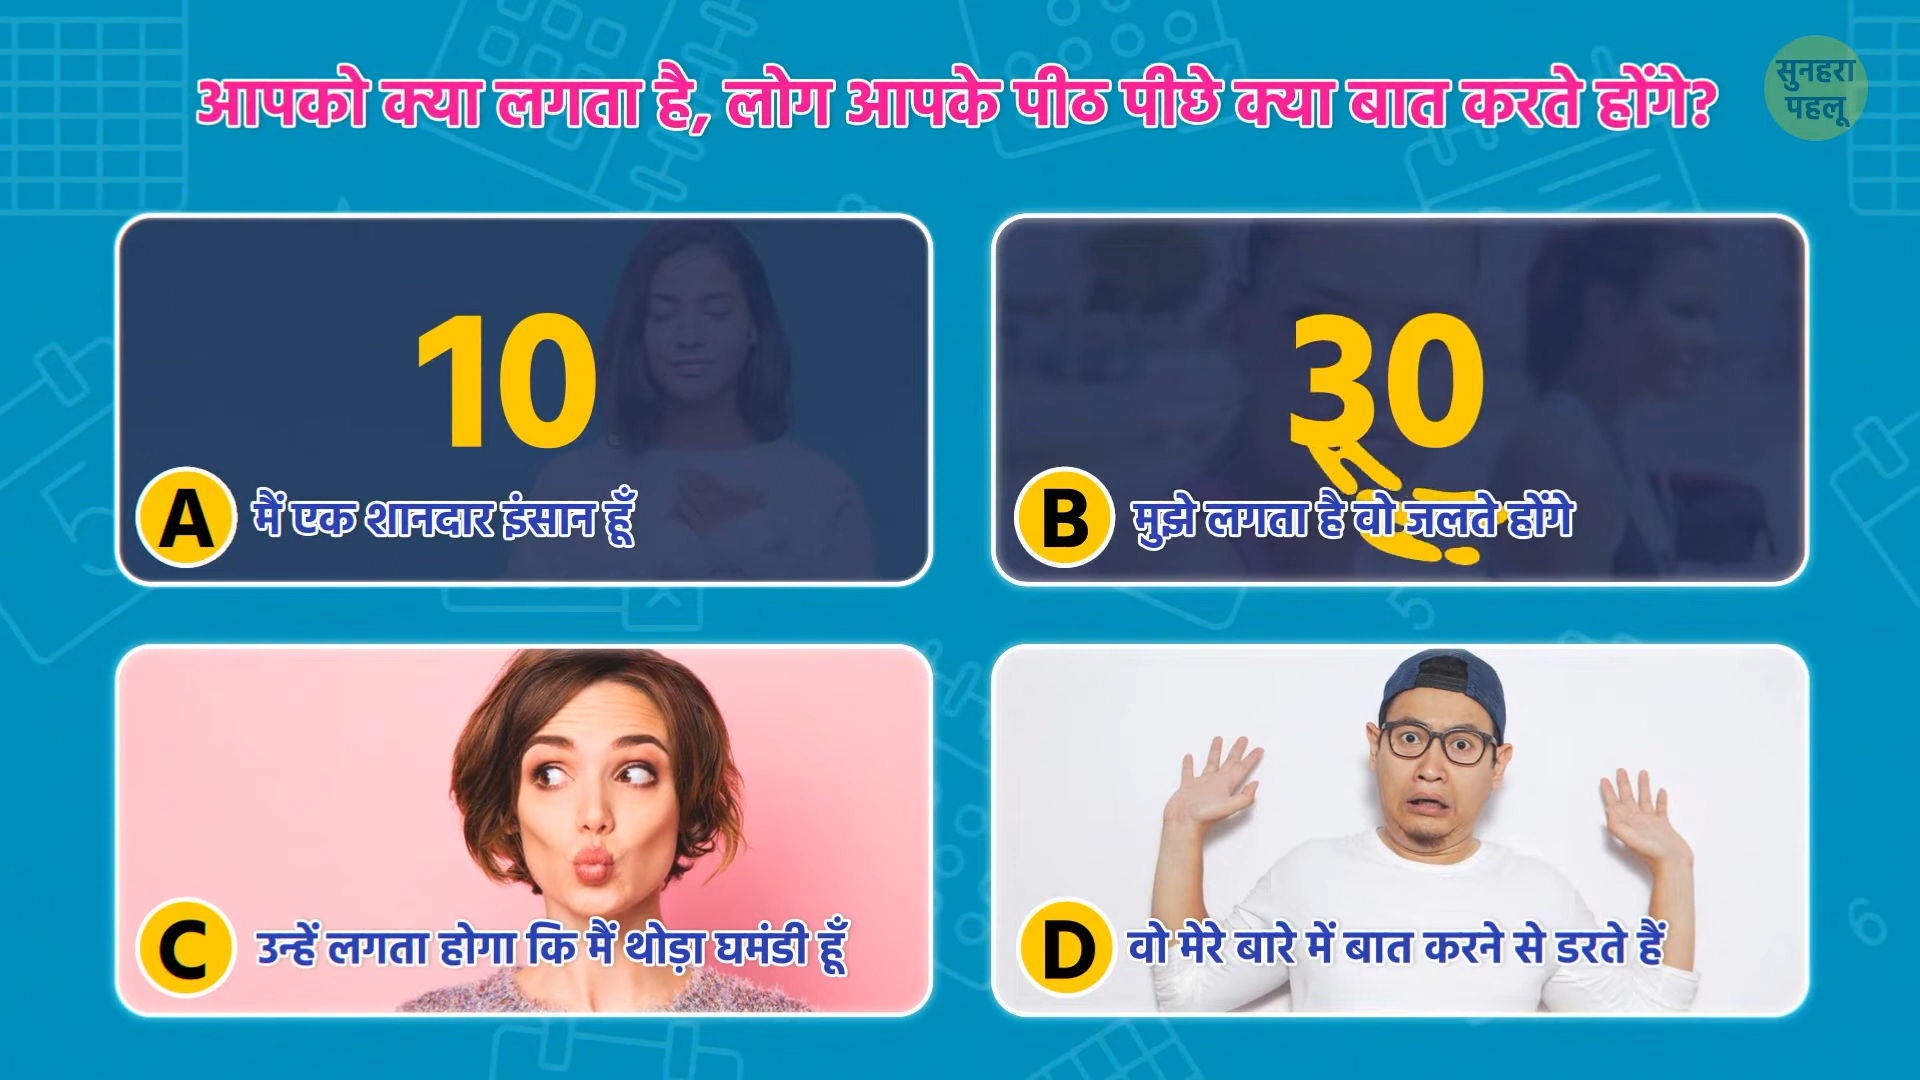 आपको क्या लगता है, लोग आपके पीठ पीछे क्या बात करते होंगे?
सुनहरा
पहलू
10
A मैं एक शानदार इंसान हूँ
30
B मुझे लगता है वो जलते होंगे
C उन्हें लगता होगा कि मैं थोड़ा घमंडी हूँ
D वो मेरे बारे में बात करने से डरते हैं